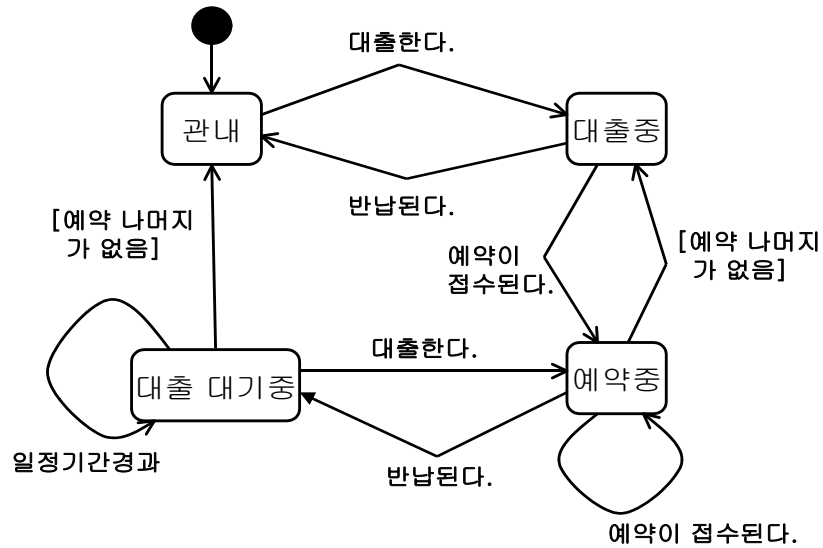 대출한다.
관내
대출중
반납된다.
[예약 나머지
가 없음]
예약이
접수된다.
[예약 나머지
가 없음]
대출한다.
대출 대기중
예약중
일정기간경과
반납된다.
예약이 접수된다.